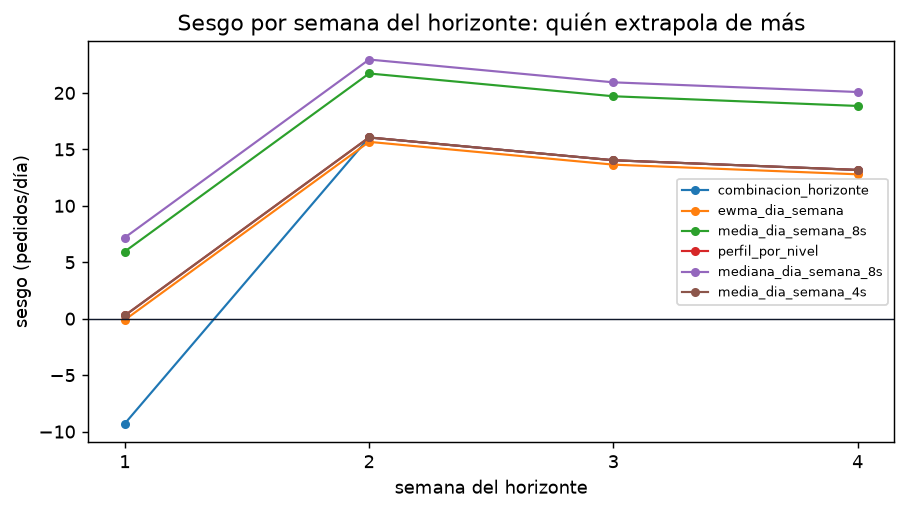 Sesgo por semana del horizonte: quién extrapola de más
sesgo (pedidos/día)
20
15
10
5
0
−5
−10
combinacion_horizonte
ewma_dia_semana
media_dia_semana_8s
perfil_por_nivel
mediana_dia_semana_8s
media_dia_semana_4s
1 2 3 4
semana del horizonte